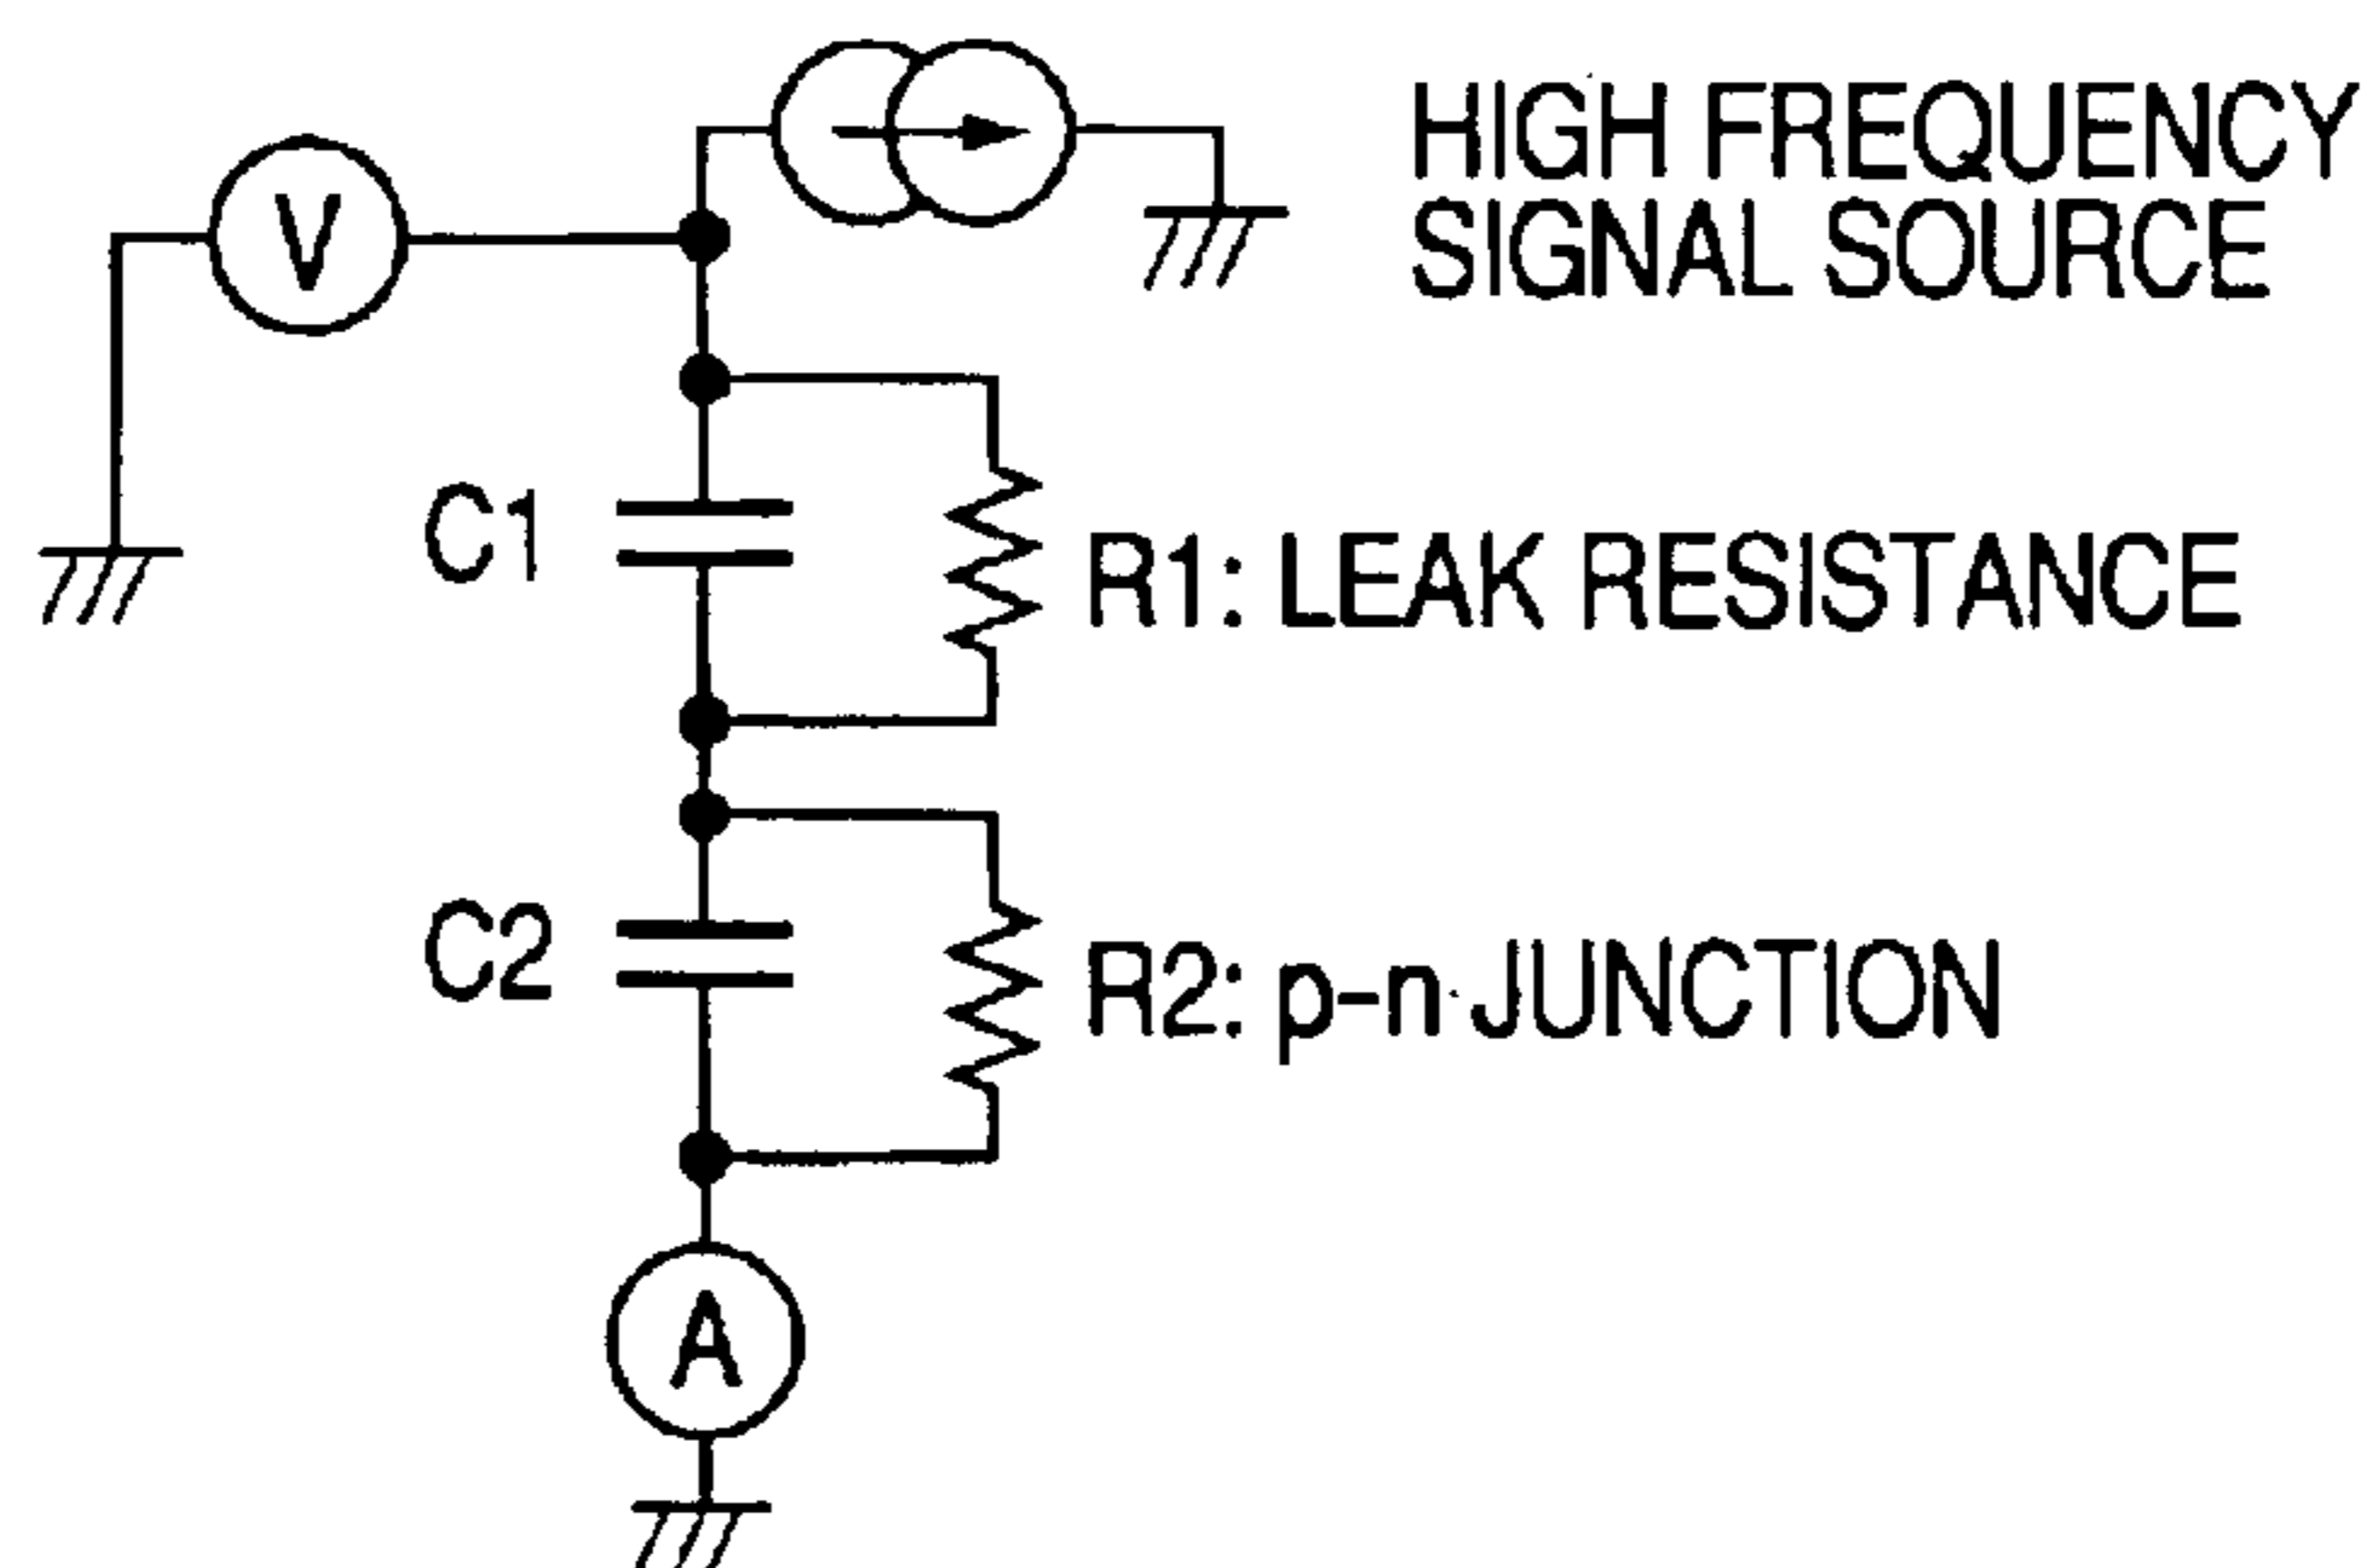 HIGH FREQUENCY
SIGNAL SOURCE
V
C1
R1: LEAK RESISTANCE
C2
R2: p-n JUNCTION
A